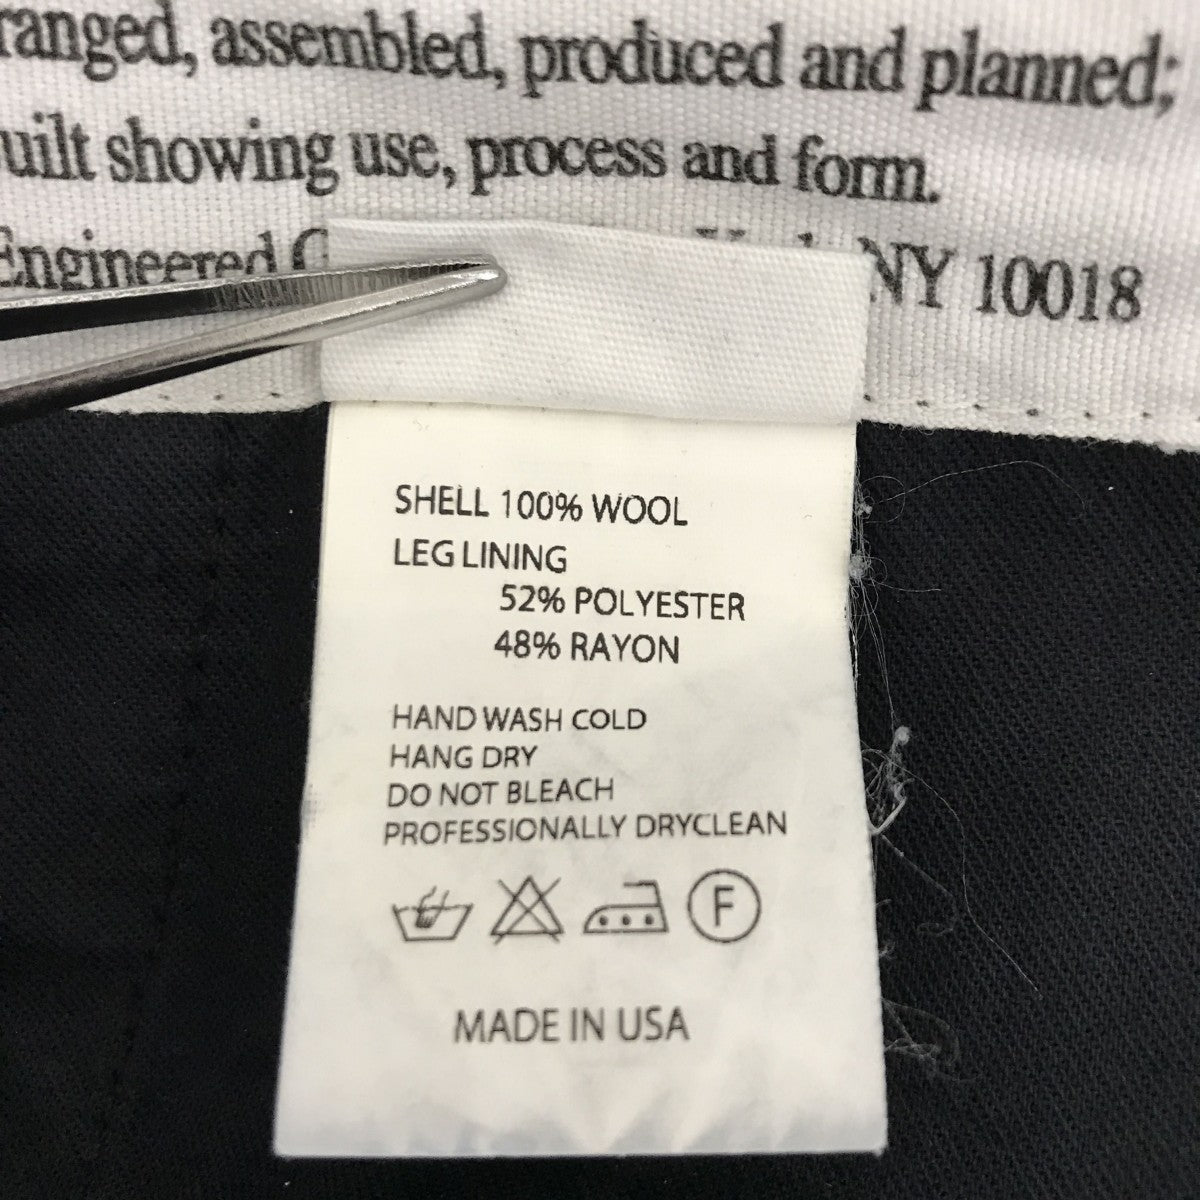 ranged, assembled, produced and planned;
uilt showing use, process and form.
Engineered NY 10018
SHELL 100% WOOL
LEG LINING
52% POLYESTER
48% RAYON
HAND WASH COLD
HANG DRY
DO NOT BLEACH
PROFESSIONALLY DRYCLEAN
F
MADE IN USA